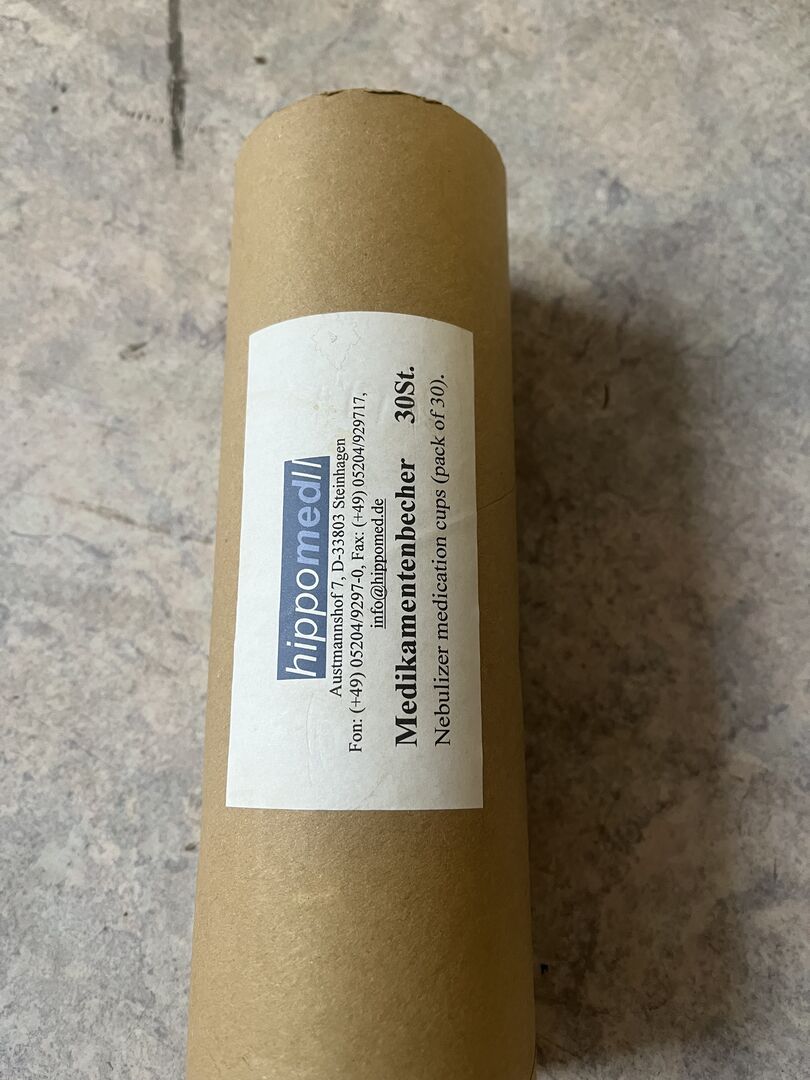 hippomed
Austmannshof 7, D-33803 Steinhagen
Fon: (+49) 05204/9297-0, Fax: (+49) 05204/929717,
info@hippomed.de
Medikamentenbecher 30St.
Nebulizer medication cups (pack of 30).